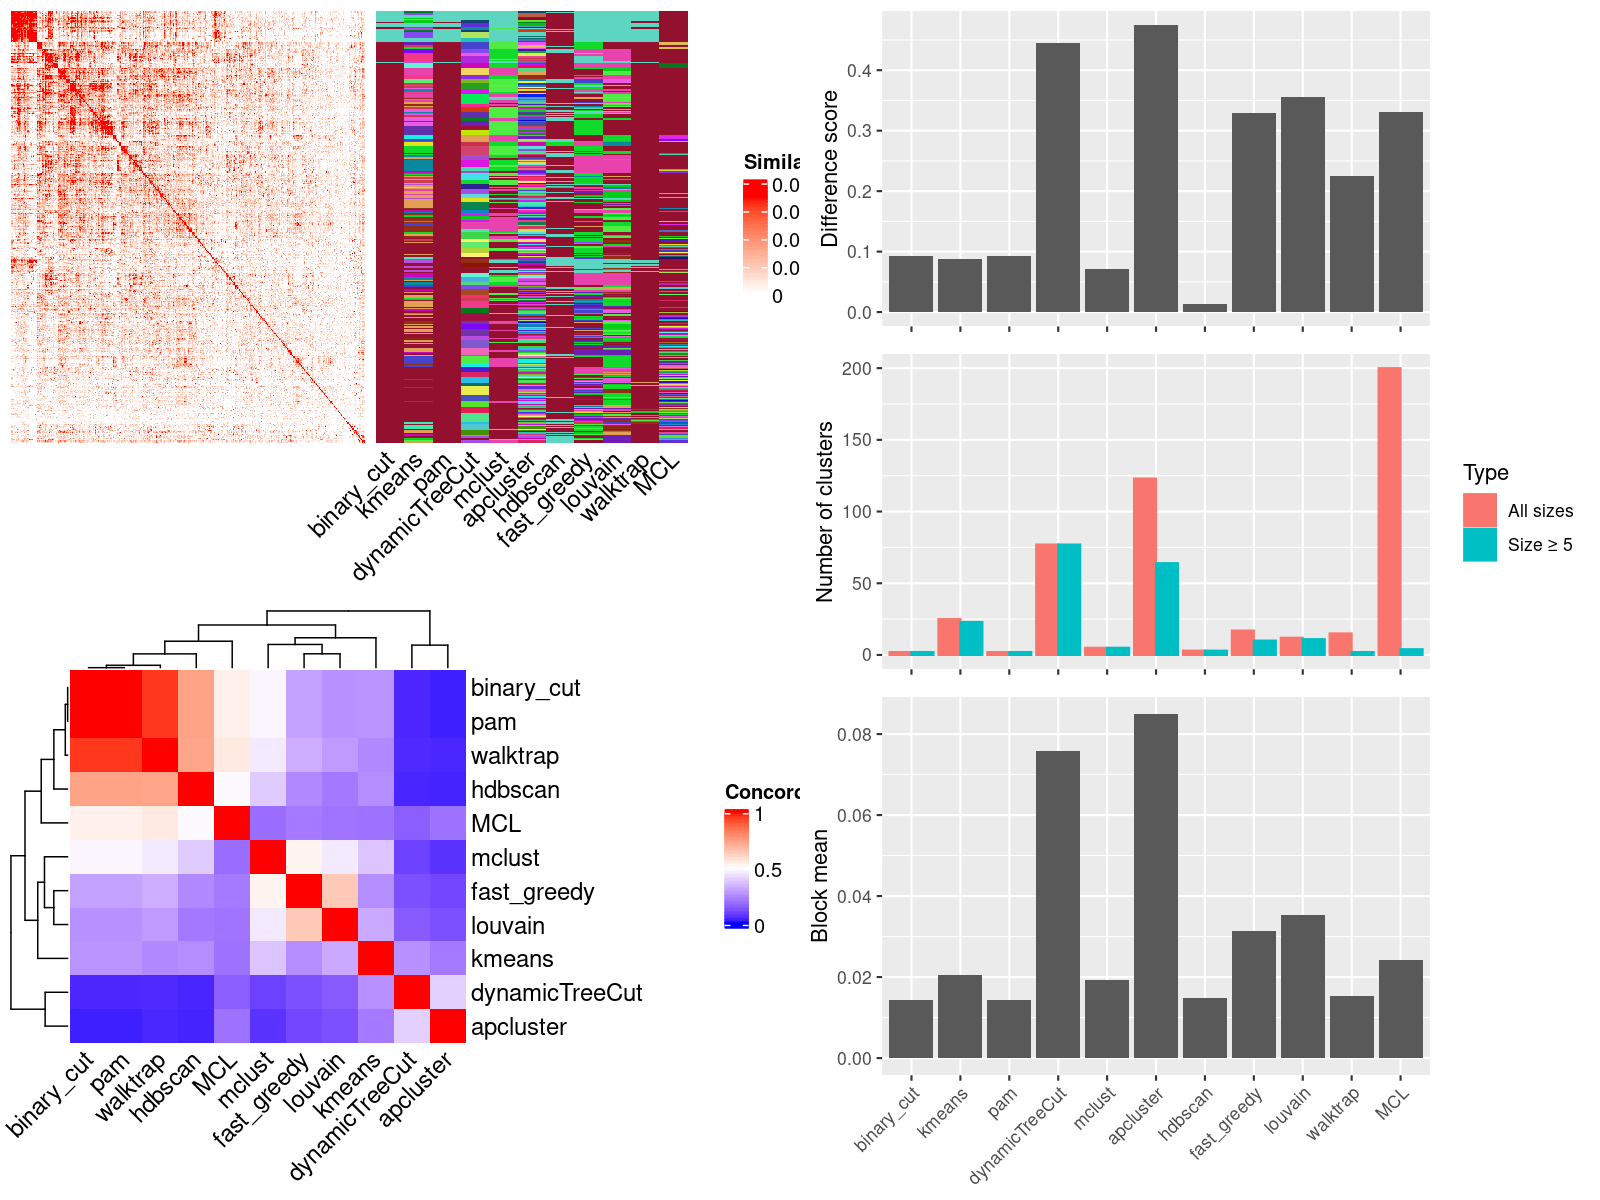 Simila
0.0
0.0
0.0
0.0
0
binary_cut
kmeans
pam
dynamicTreeCut
mclust
apcluster
hdbscan
fast_greedy
louvain
walktrap
MCL
binary_cut
pam
walktrap
hdbscan
MCL
mclust
fast_greedy
louvain
kmeans
dynamicTreeCut
apcluster
binary_cut
pam
walktrap
hdbscan
MCL
mclust
fast_greedy
louvain
kmeans
dynamicTreeCut
apcluster
Concord
1
0.5
0
Difference score
0.4
0.3
0.2
0.1
0.0
Number of clusters
200
150
100
50
0
Type
All sizes
Size ≥ 5
Block mean
0.08
0.06
0.04
0.02
0.00
binary_cut
kmeans
pam
dynamicTreeCut
mclust
apcluster
hdbscan
fast_greedy
louvain
walktrap
MCL